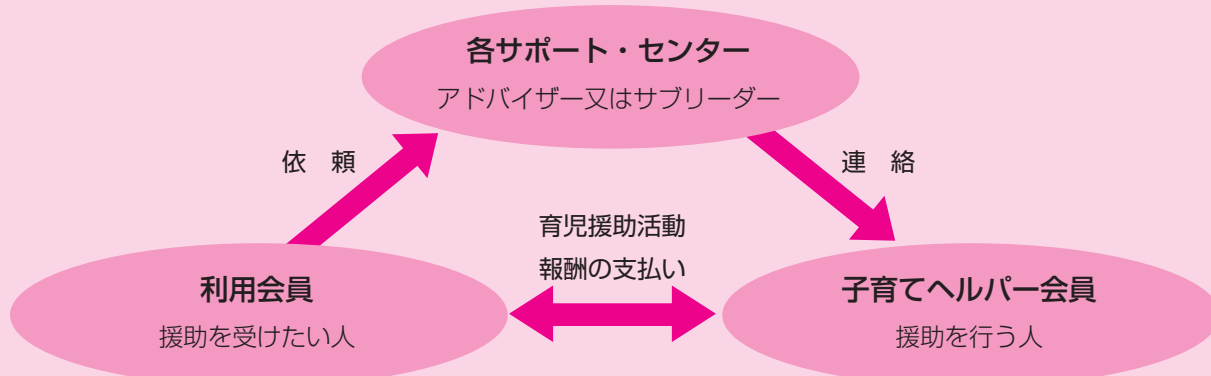 各サポート・センター
アドバイザー又はサブリーダー
依　頼
連　絡
育児援助活動
報酬の支払い
利用会員
援助を受けたい人
子育てヘルパー会員
援助を行う人